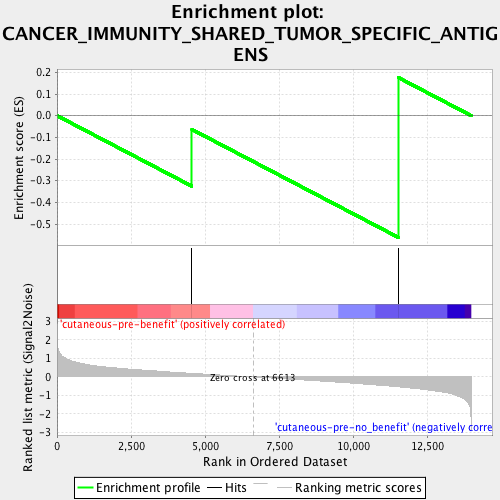 Enrichment plot:
CANCER_IMMUNITY_SHARED_TUMOR_SPECIFIC_ANTIG
ENS
Enrichment score (ES)
0.2
0.1
0.0
-0.1
-0.2
-0.3
-0.4
-0.5
Ranked list metric (Signal2Noise)
3
2
1
0
-1
-2
-3
'cutaneous-pre-benefit' (positively correlated)
Zero cross at 6613
'cutaneous-pre-no_benefit' (negatively corre
0
2,500
5,000
7,500
10,000
12,500
Rank in Ordered Dataset
Enrichment profile
Hits
Ranking metric scores